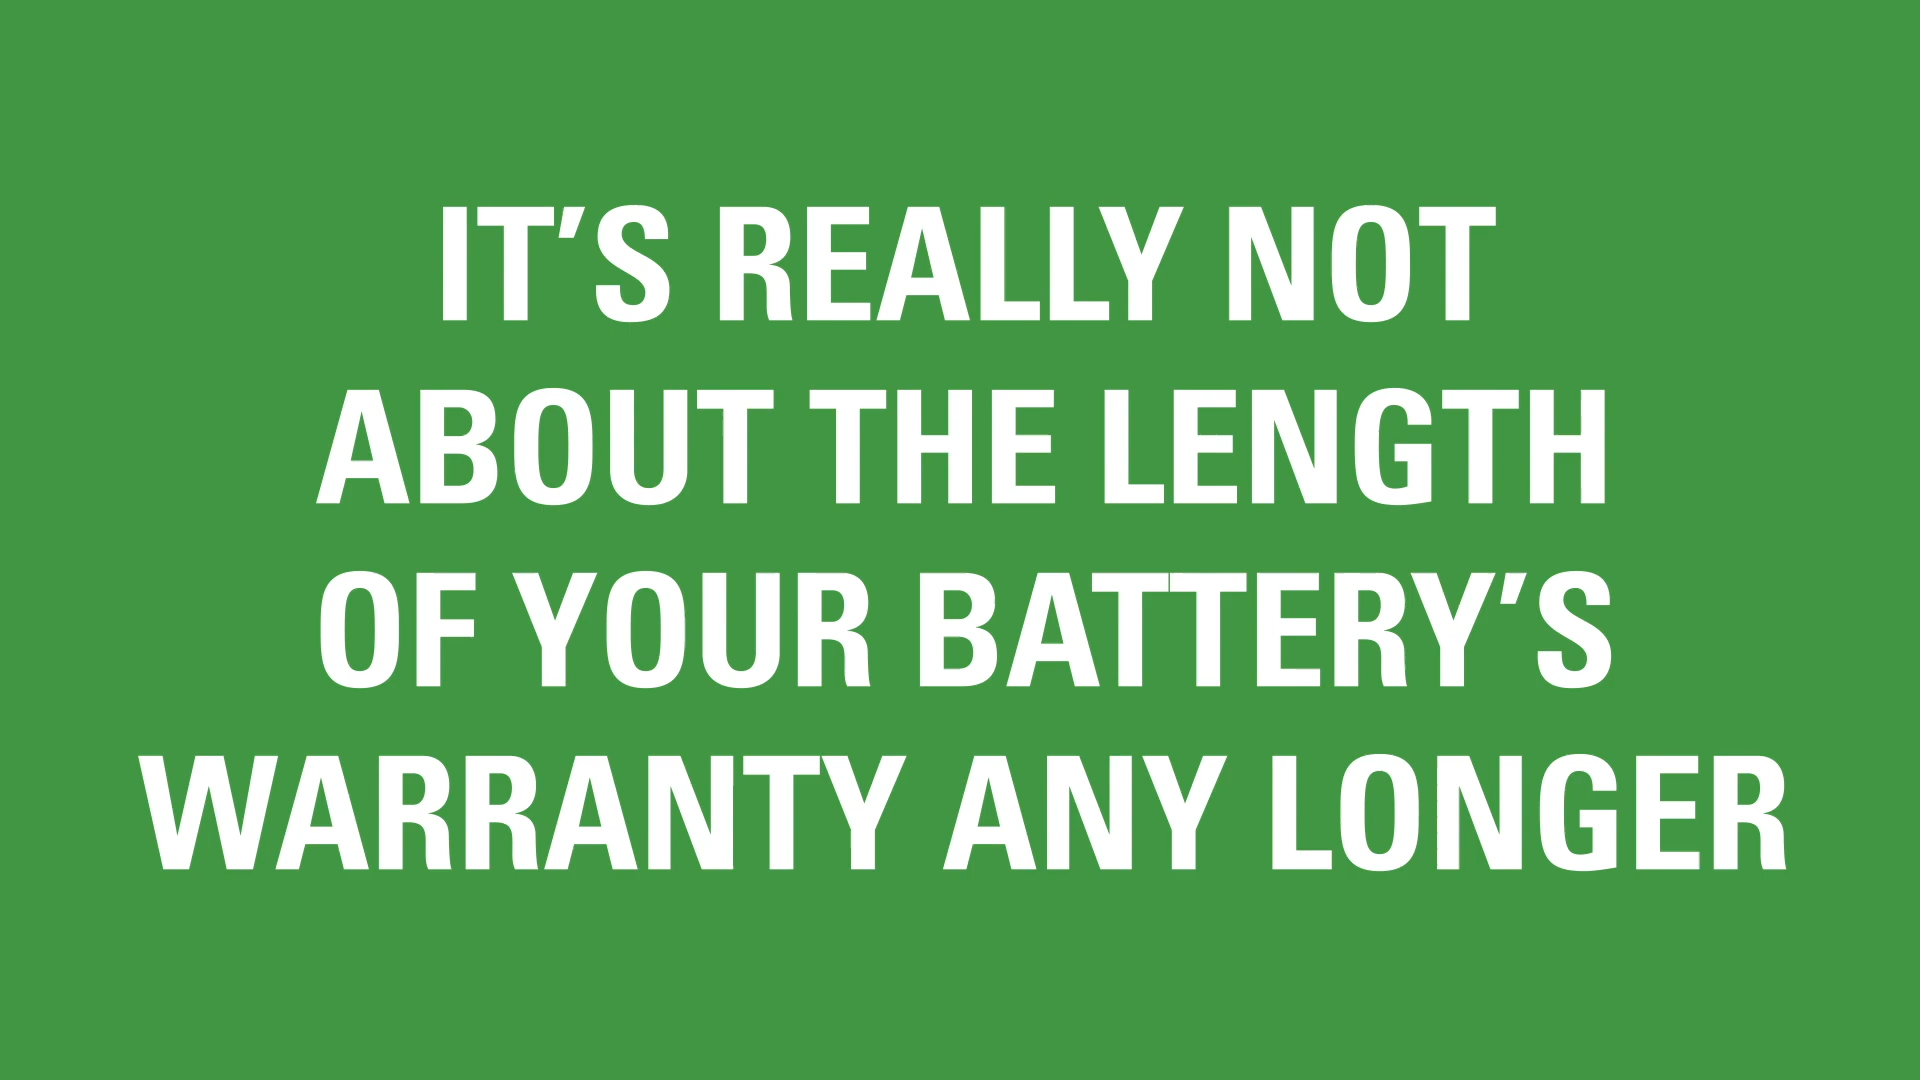 IT’S REALLY NOT
ABOUT THE LENGTH
OF YOUR BATTERY’S
WARRANTY ANY LONGER